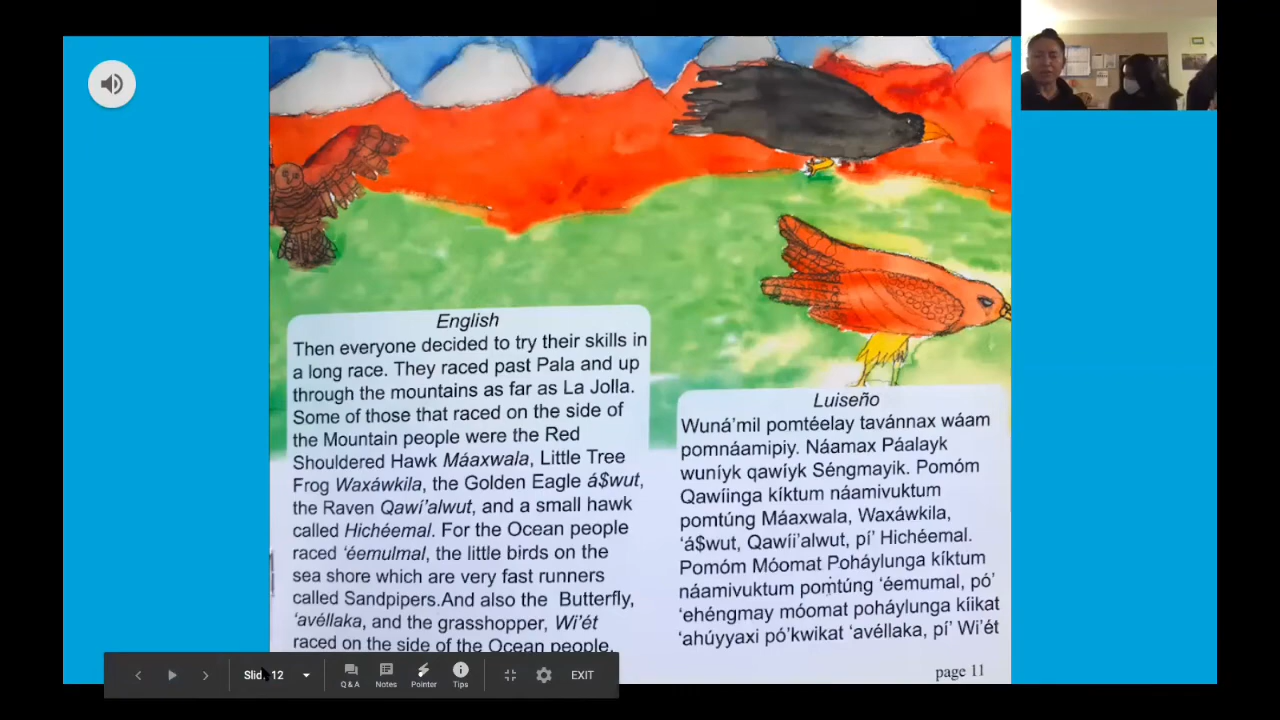 English
Then everyone decided to try their skills in
a long race. They raced past Pala and up
through the mountains as far as La Jolla.
Some of those that raced on the side of
the Mountain people were the Red
Shouldered Hawk Máaxwala, Little Tree
Frog Waxáwkila, the Golden Eagle á$wut,
the Raven Qawí'alwut, and a small hawk
called Hichéemal. For the Ocean people
raced 'éemulmal, the little birds on the
sea shore which are very fast runners
called Sandpipers.And also the Butterfly,
'avéllaka, and the grasshopper, Wi'ét
raced on the side of the Ocean people.
Luiseño
Wuná'mil pomtéelay tavánnax wáam
pomnáamipiy. Náamax Páalayk
wuníyk qawíyk Séngmayik. Pomóm
Qawíinga kíktum náamivuktum
pomtúng Máaxwala, Waxáwkila,
'á$wut, Qawíi'alwut, pí' Hichéemal.
Pomóm Móomat Poháylunga kíktum
náamivuktum pomtúng 'éemumal, pó'
'ehéngmay móomat poháylunga kíikat
'ahúyyaxi pó'kwikat 'avéllaka, pí' Wi'ét
page 11
Slid 12
Q&A
Notes
Pointer
Tips
EXIT